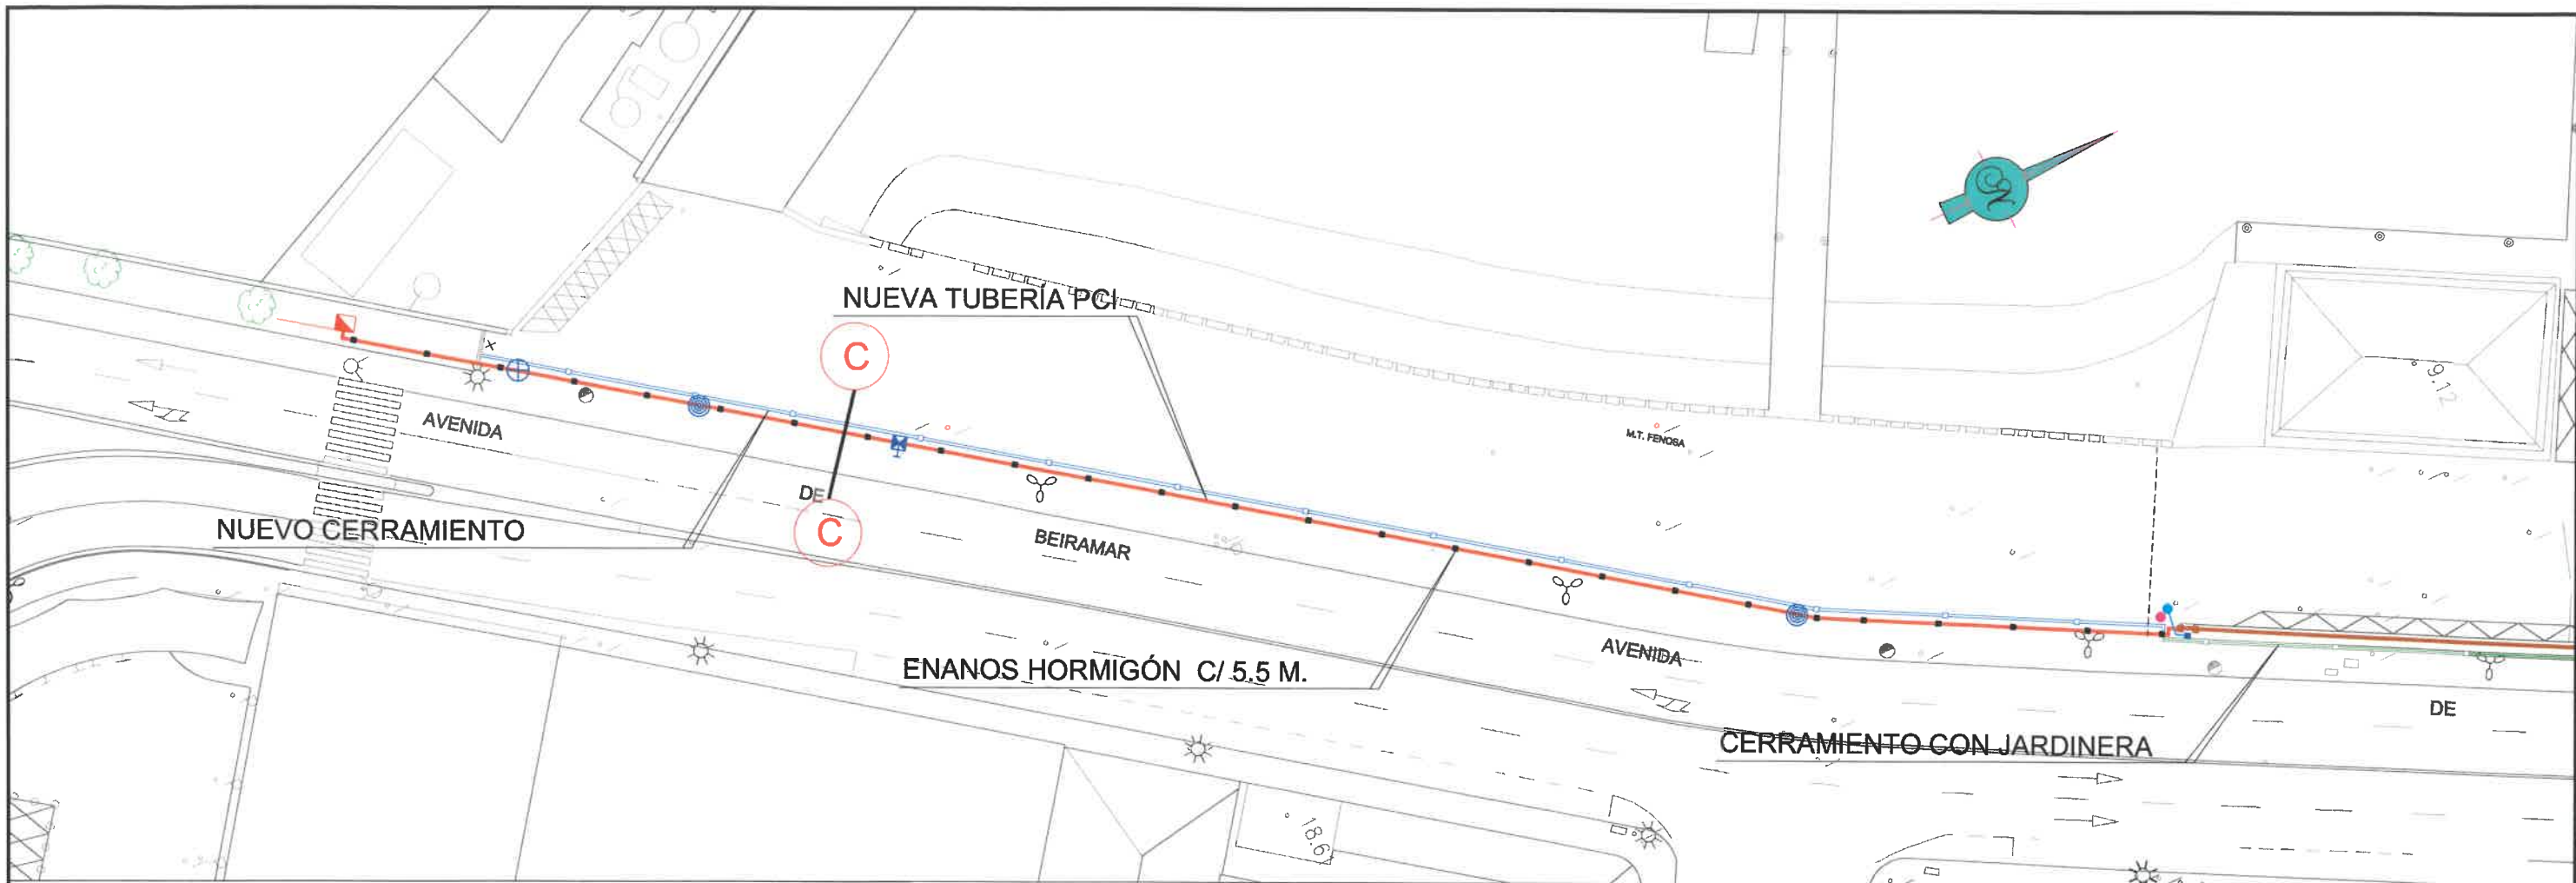 NUEVA TUBERÍA PCI
C
9.12
AVENIDA
M.T. FENOSA
DE
NUEVO CERRAMIENTO
C
BEIRAMAR
ENANOS HORMIGÓN C/ 5.5 M.
AVENIDA
DE
CERRAMIENTO CON JARDINERA
18.6
N